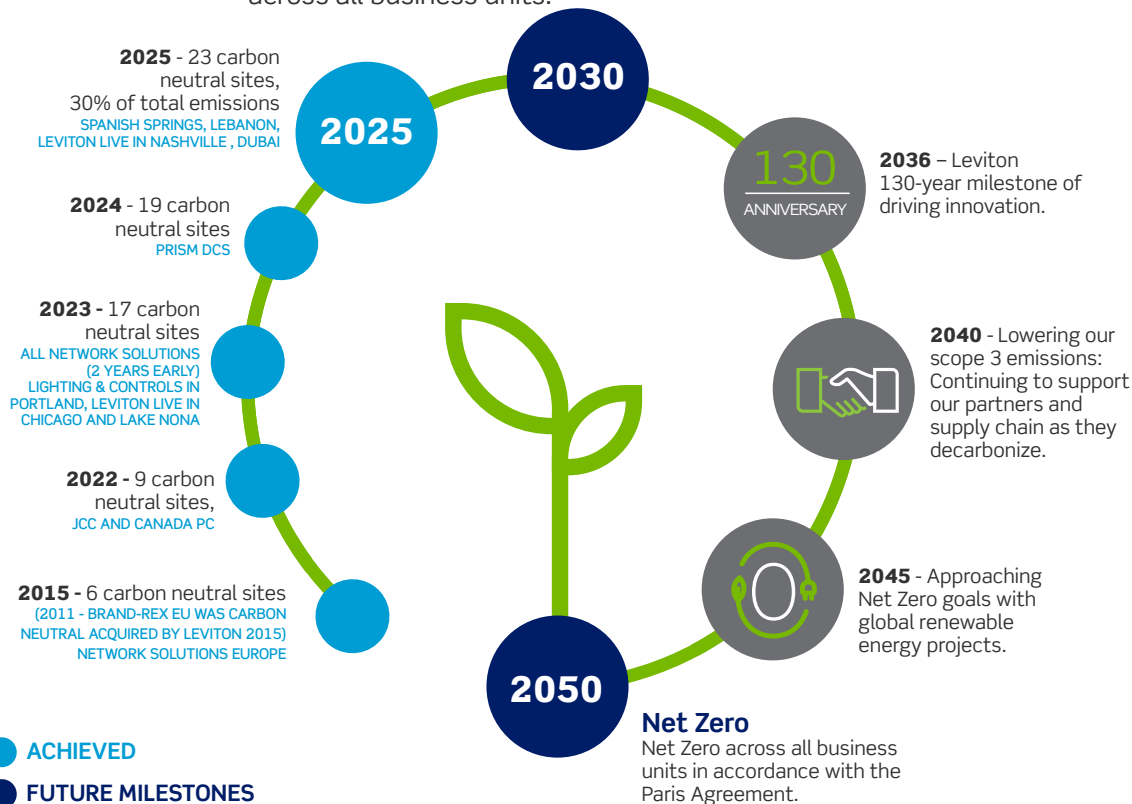 across all business units.
2030
2025 - 23 carbon
neutral sites,
30% of total emissions
SPANISH SPRINGS, LEBANON,
LEVITON LIVE IN NASHVILLE , DUBAI
2025
130
ANNIVERSARY
2036 – Leviton
130-year milestone of
driving innovation.
2024 - 19 carbon
neutral sites
PRISM DCS
2023 - 17 carbon
neutral sites
ALL NETWORK SOLUTIONS
(2 YEARS EARLY)
LIGHTING & CONTROLS IN
PORTLAND, LEVITON LIVE IN
CHICAGO AND LAKE NONA
2040 - Lowering our
scope 3 emissions:
Continuing to support
our partners and
supply chain as they
decarbonize.
2022 - 9 carbon
neutral sites,
JCC AND CANADA PC
2015 - 6 carbon neutral sites
(2011 - BRAND-REX EU WAS CARBON
NEUTRAL ACQUIRED BY LEVITON 2015)
NETWORK SOLUTIONS EUROPE
0
2045 - Approaching
Net Zero goals with
global renewable
energy projects.
2050
Net Zero
Net Zero across all business
units in accordance with the
Paris Agreement.
ACHIEVED
FUTURE MILESTONES